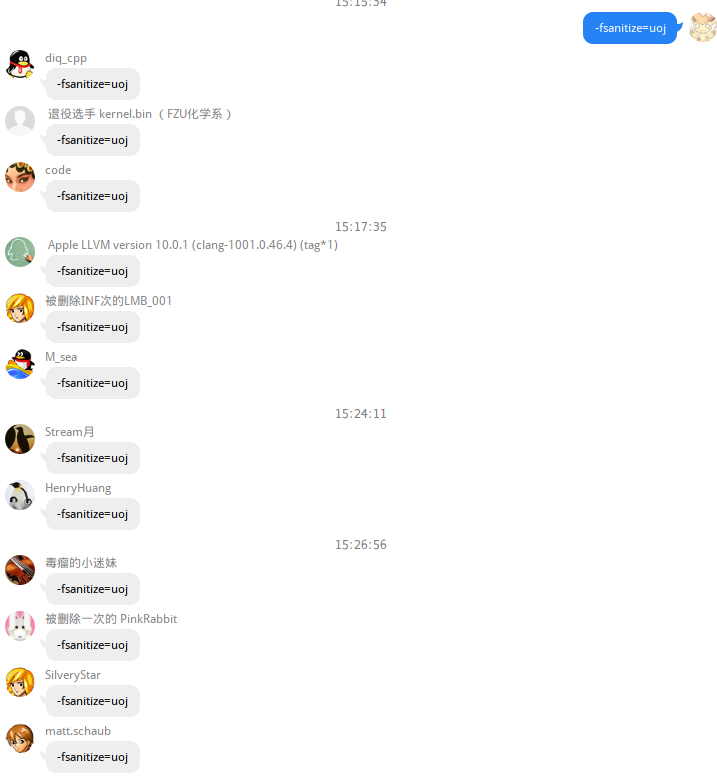 15:15:54
-fsanitize=uoj
diq_cpp
-fsanitize=uoj
退役选手 kernel.bin （FZU化学系）
-fsanitize=uoj
code
-fsanitize=uoj
15:17:35
Apple LLVM version 10.0.1 (clang-1001.0.46.4) (tag*1)
-fsanitize=uoj
被删除INF次的LMB_001
-fsanitize=uoj
M_sea
-fsanitize=uoj
15:24:11
Stream月
-fsanitize=uoj
HenryHuang
-fsanitize=uoj
15:26:56
毒瘤的小迷妹
-fsanitize=uoj
被删除一次的 PinkRabbit
-fsanitize=uoj
SilveryStar
-fsanitize=uoj
matt.schaub
-fsanitize=uoj